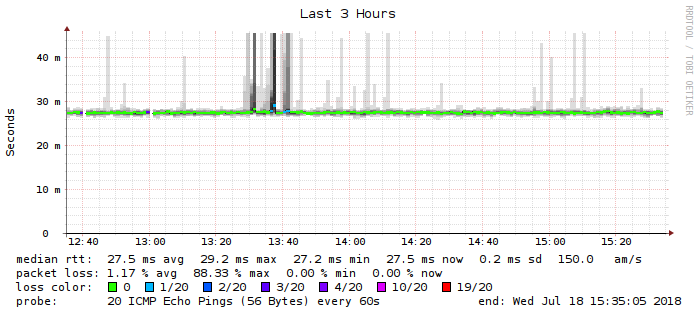 Last 3 Hours
RRDTOOL / TOBI OETIKER
Seconds
40 m
30 m
20 m
10 m
0
12:40 13:00 13:20 13:40 14:00 14:20 14:40 15:00 15:20
median rtt: 27.5 ms avg 29.2 ms max 27.2 ms min 27.5 ms now 0.2 ms sd 150.0 am/s
packet loss: 1.17 % avg 88.33 % max 0.00 % min 0.00 % now
loss color: 0 1/20 2/20 3/20 4/20 10/20 19/20
probe: 20 ICMP Echo Pings (56 Bytes) every 60s end: Wed Jul 18 15:35:05 2018